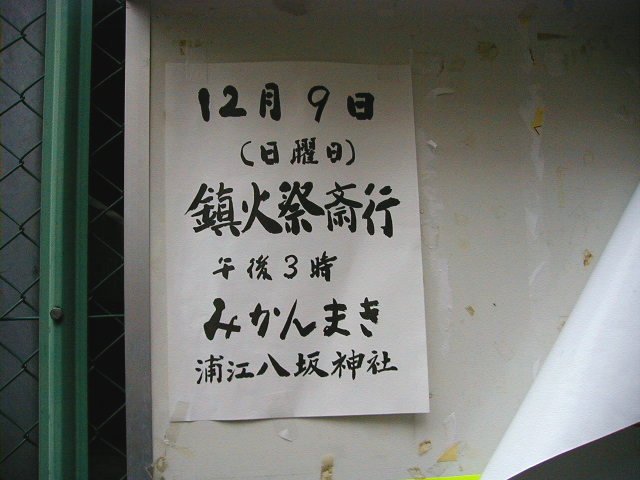 12月9日
(日曜日)
鎮火祭斎行
午後3時
みかんまき
浦江八坂神社